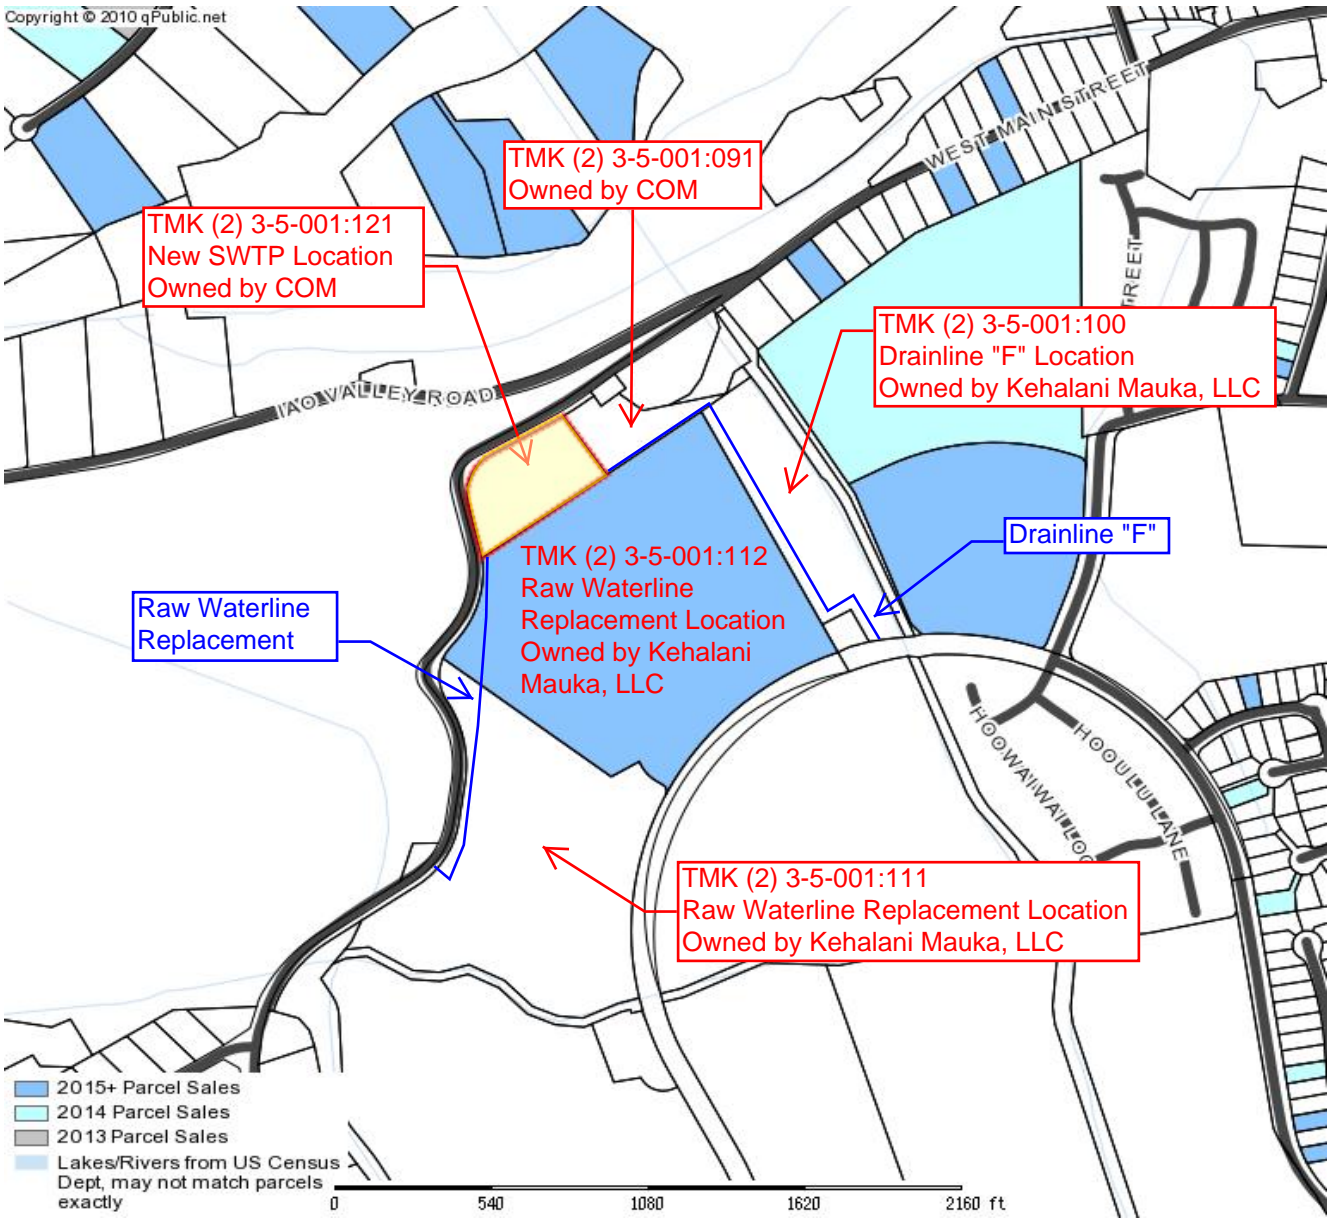 Copyright © 2010 qPublic.net
WEST MAIN STREET
TMK (2) 3-5-001:091
Owned by COM
TMK (2) 3-5-001:121
New SWTP Location
Owned by COM
TREET
TMK (2) 3-5-001:100
Drainline "F" Location
Owned by Kehalani Mauka, LLC
IAO VALLEY ROAD
Drainline "F"
TMK (2) 3-5-001:112
Raw Waterline
Replacement Location
Owned by Kehalani
Mauka, LLC
Raw Waterline
Replacement
HOOWAIWAI LOO
HOOULU LANE
TMK (2) 3-5-001:111
Raw Waterline Replacement Location
Owned by Kehalani Mauka, LLC
2015+ Parcel Sales
2014 Parcel Sales
2013 Parcel Sales
Lakes/Rivers from US Census
Dept, may not match parcels
exactly
0 540 1080 1620 2160 ft